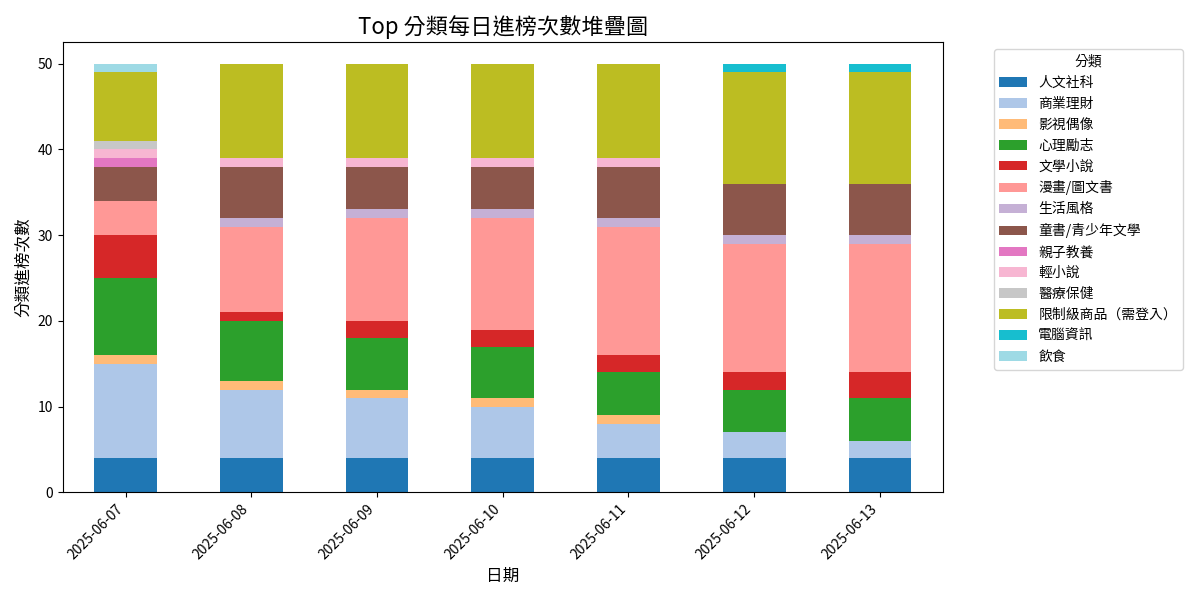 Top 分類每日進榜次數堆疊圖
分類進榜次數
50
40
30
20
10
0
2025-06-07
2025-06-08
2025-06-09
2025-06-10
2025-06-11
2025-06-12
2025-06-13
日期
分類
人文社科
商業理財
影視偶像
心理勵志
文學小說
漫畫/圖文書
生活風格
童書/青少年文學
親子教養
輕小說
醫療保健
限制級商品（需登入）
電腦資訊
飲食